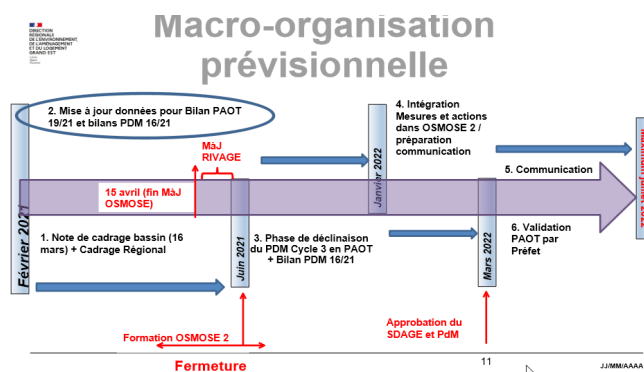 DIRECTION
RÉGIONALE
DE L'ENVIRONNEMENT,
DE L'AMÉNAGEMENT
ET DU LOGEMENT
GRAND EST
Macro-organisation
prévisionnelle
2. Mise à jour données pour Bilan PAOT
19/21 et bilans PDM 16/21
4. Intégration
Mesures et actions
dans OSMOSE 2 /
préparation
communication
MàJ
RIVAGE
5. Communication
15 avril (fin MàJ
OSMOSE)
Février 2021
Juin 2021
Janvier 2022
Mars 2022
1. Note de cadrage bassin (16
mars) + Cadrage Régional
3. Phase de déclinaison
du PDM Cycle 3 en PAOT
+ Bilan PDM 16/21
6. Validation
PAOT par
Préfet
Formation OSMOSE 2
Fermeture
Approbation du
SDAGE et PdM
11
JJ/MM/AAAA